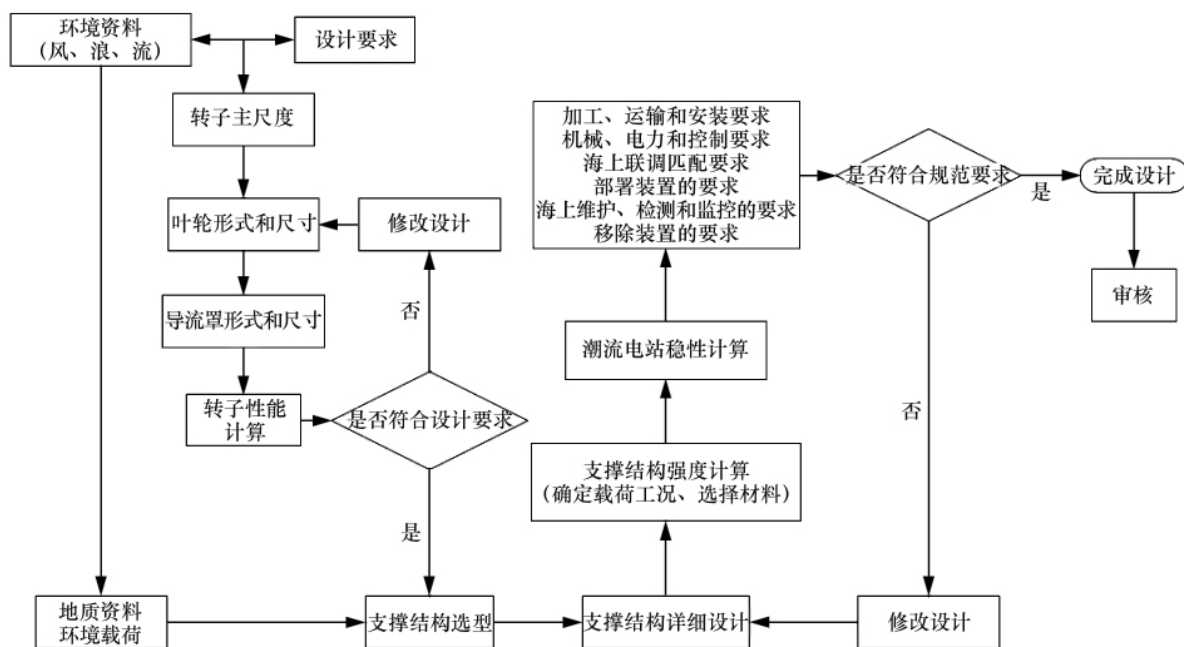 环境资料
（风、浪、流）
设计要求
转子主尺度
叶轮形式和尺寸
修改设计
导流罩形式和尺寸
否
转子性能
计算
是否符合设计要求
是
地质资料
环境载荷
支撑结构选型
支撑结构详细设计
支撑结构强度计算
（确定载荷工况、选择材料）
潮流电站稳性计算
加工、运输和安装要求
机械、电力和控制要求
海上联调匹配要求
部署装置的要求
海上维护、检测和监控的要求
移除装置的要求
是否符合规范要求
是
完成设计
审核
否
修改设计